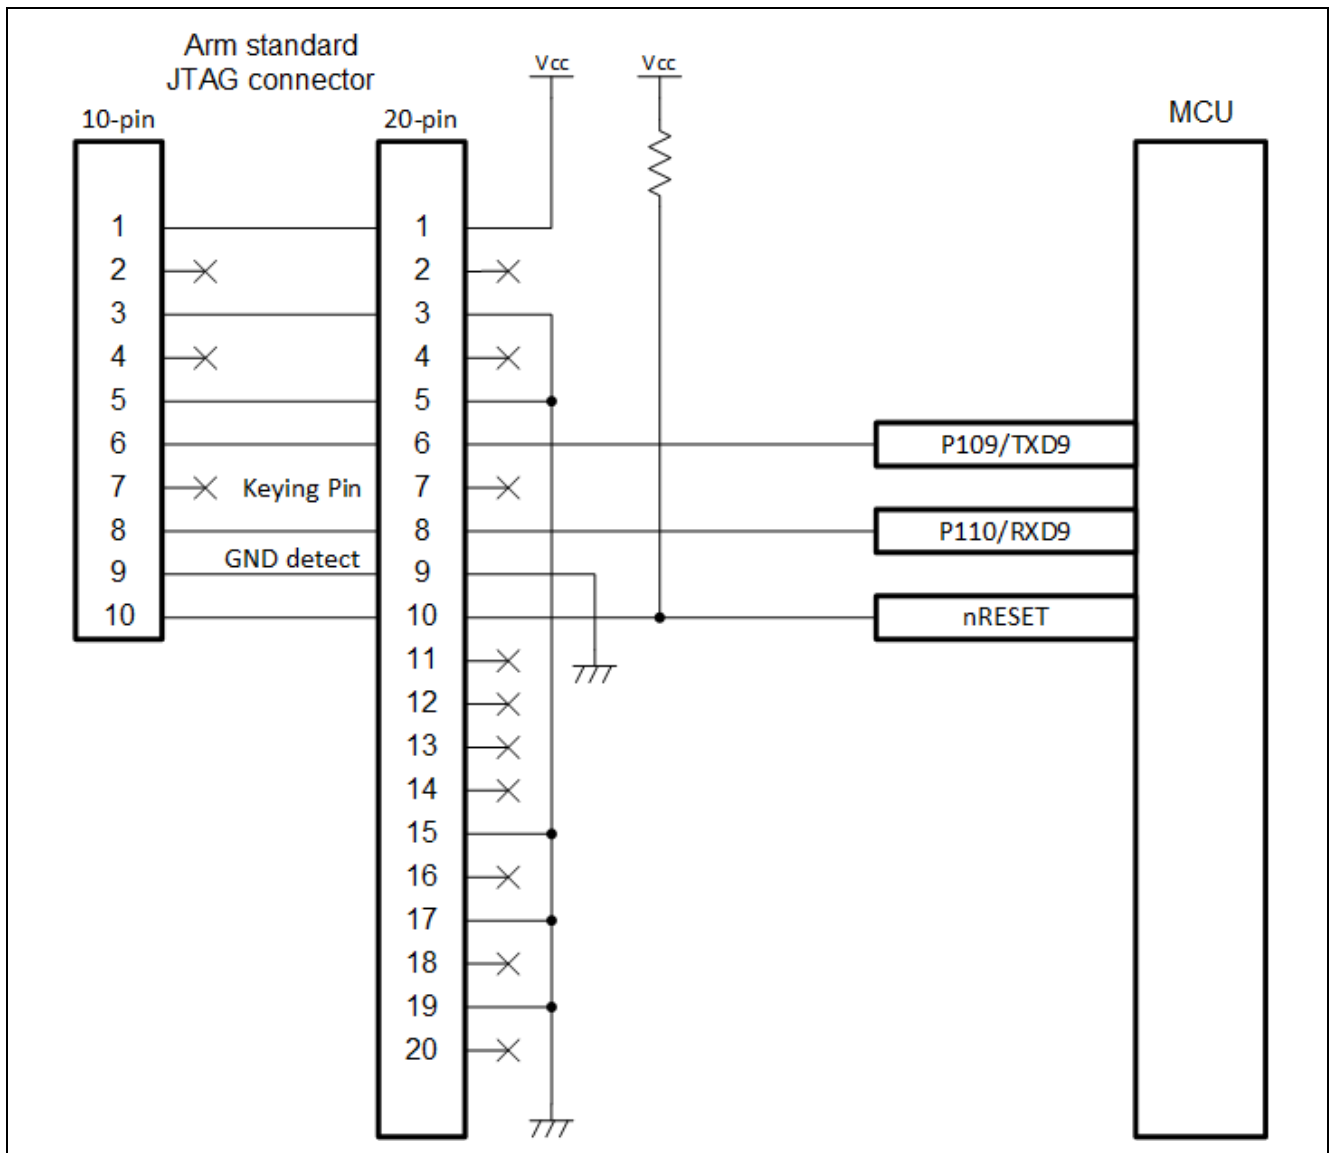 Arm standard
JTAG connector
Vcc
Vcc
10-pin
20-pin
MCU
1
1
2
2
3
3
4
4
5
5
6
6
P109/TXD9
7
Keying Pin
7
8
8
P110/RXD9
GND detect
9
9
10
10
nRESET
11
12
13
14
15
16
17
18
19
20